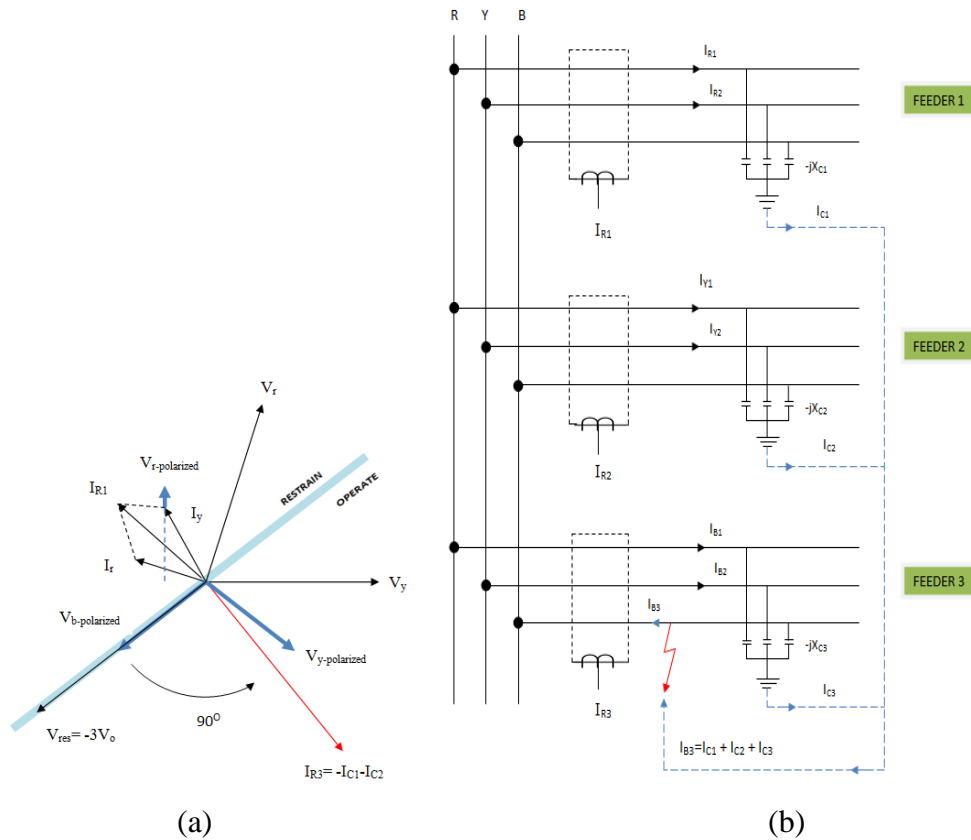 R Y B
I_R1
I_R2
FEEDER 1
-jX_C1
I_C1
I_R1
I_Y1
I_Y2
FEEDER 2
-jX_C2
I_C2
I_R2
V_r
V_r-polarized
RESTRAIN
OPERATE
I_R1
I_y
I_r
V_y
V_b-polarized
V_y-polarized
90^O
V_res= -3V_o
I_R3= -I_C1-I_C2
I_B1
I_B2
FEEDER 3
I_B3
-jX_C3
I_C3
I_R3
I_B3=I_C1 + I_C2 + I_C3
(a)
(b)